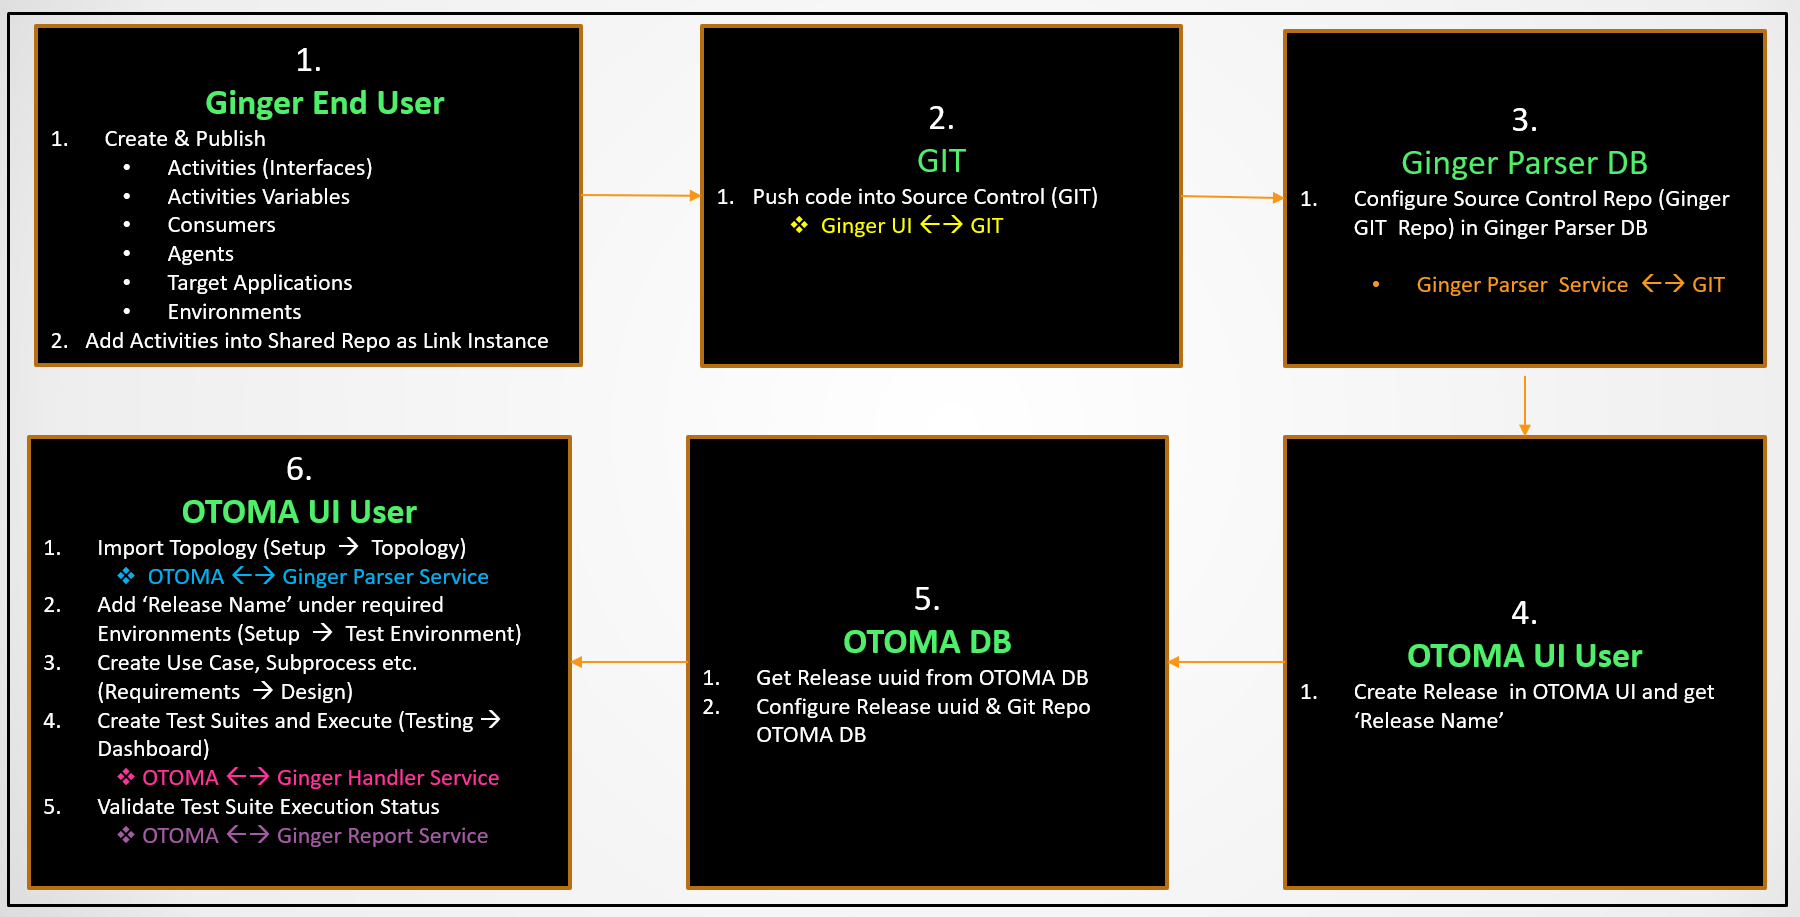 1.
Ginger End User
1. Create & Publish
• Activities (Interfaces)
• Activities Variables
• Consumers
• Agents
• Target Applications
• Environments
2. Add Activities into Shared Repo as Link Instance
2.
GIT
1. Push code into Source Control (GIT)
❖ Ginger UI ←→ GIT
3.
Ginger Parser DB
1. Configure Source Control Repo (Ginger
GIT Repo) in Ginger Parser DB
• Ginger Parser Service ←→ GIT
4.
OTOMA UI User
1. Create Release in OTOMA UI and get
‘Release Name’
5.
OTOMA DB
1. Get Release uuid from OTOMA DB
2. Configure Release uuid & Git Repo
OTOMA DB
6.
OTOMA UI User
1. Import Topology (Setup → Topology)
❖ OTOMA ←→ Ginger Parser Service
2. Add ‘Release Name’ under required
Environments (Setup → Test Environment)
3. Create Use Case, Subprocess etc.
(Requirements → Design)
4. Create Test Suites and Execute (Testing →
Dashboard)
❖ OTOMA ←→ Ginger Handler Service
5. Validate Test Suite Execution Status
❖ OTOMA ←→ Ginger Report Service